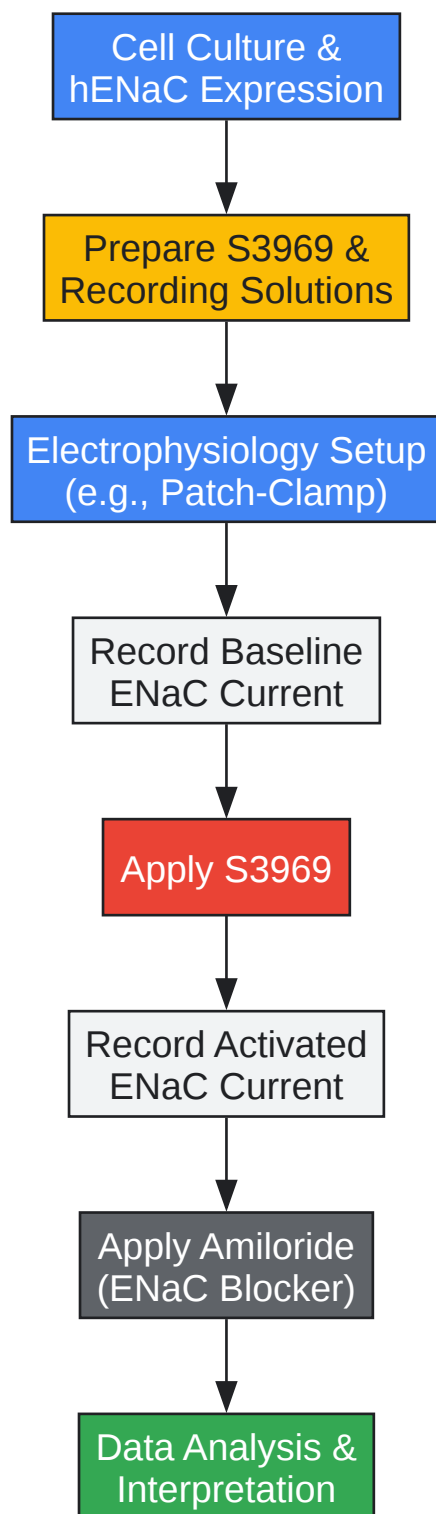 Cell Culture &
hENaC Expression
Prepare S3969 &
Recording Solutions
Electrophysiology Setup
(e.g., Patch-Clamp)
Record Baseline
ENaC Current
Apply S3969
Record Activated
ENaC Current
Apply Amiloride
(ENaC Blocker)
Data Analysis &
Interpretation